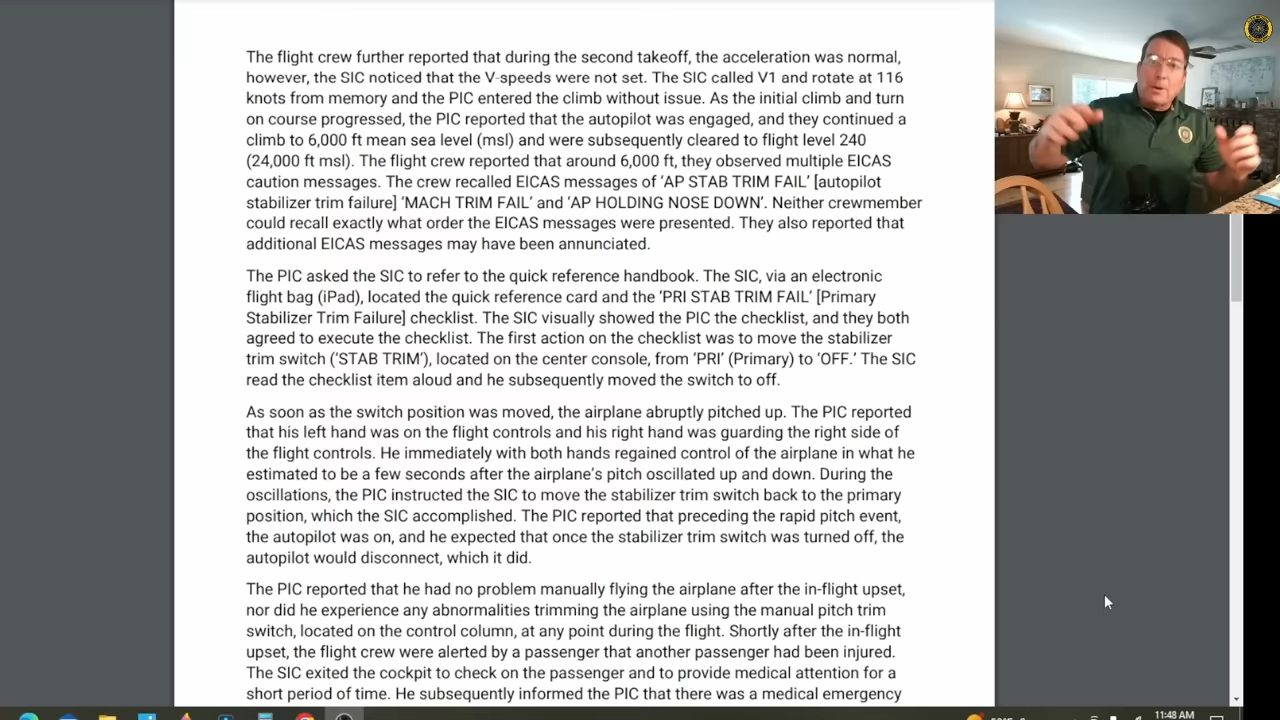 The flight crew further reported that during the second takeoff, the acceleration was normal,
however, the SIC noticed that the V-speeds were not set. The SIC called V1 and rotate at 116
knots from memory and the PIC entered the climb without issue. As the initial climb and turn
on course progressed, the PIC reported that the autopilot was engaged, and they continued a
climb to 6,000 ft mean sea level (msl) and were subsequently cleared to flight level 240
(24,000 ft msl). The flight crew reported that around 6,000 ft, they observed multiple EICAS
caution messages. The crew recalled EICAS messages of ‘AP STAB TRIM FAIL’ [autopilot
stabilizer trim failure] ‘MACH TRIM FAIL’ and ‘AP HOLDING NOSE DOWN’. Neither crewmember
could recall exactly what order the EICAS messages were presented. They also reported that
additional EICAS messages may have been annunciated.
The PIC asked the SIC to refer to the quick reference handbook. The SIC, via an electronic
flight bag (iPad), located the quick reference card and the ‘PRI STAB TRIM FAIL’ [Primary
Stabilizer Trim Failure] checklist. The SIC visually showed the PIC the checklist, and they both
agreed to execute the checklist. The first action on the checklist was to move the stabilizer
trim switch (‘STAB TRIM’), located on the center console, from ‘PRI’ (Primary) to ‘OFF.’ The SIC
read the checklist item aloud and he subsequently moved the switch to off.
As soon as the switch position was moved, the airplane abruptly pitched up. The PIC reported
that his left hand was on the flight controls and his right hand was guarding the right side of
the flight controls. He immediately with both hands regained control of the airplane in what he
estimated to be a few seconds after the airplane’s pitch oscillated up and down. During the
oscillations, the PIC instructed the SIC to move the stabilizer trim switch back to the primary
position, which the SIC accomplished. The PIC reported that preceding the rapid pitch event,
the autopilot was on, and he expected that once the stabilizer trim switch was turned off, the
autopilot would disconnect, which it did.
The PIC reported that he had no problem manually flying the airplane after the in-flight upset,
nor did he experience any abnormalities trimming the airplane using the manual pitch trim
switch, located on the control column, at any point during the flight. Shortly after the in-flight
upset, the flight crew were alerted by a passenger that another passenger had been injured.
The SIC exited the cockpit to check on the passenger and to provide medical attention for a
short period of time. He subsequently informed the PIC that there was a medical emergency
11:48 AM